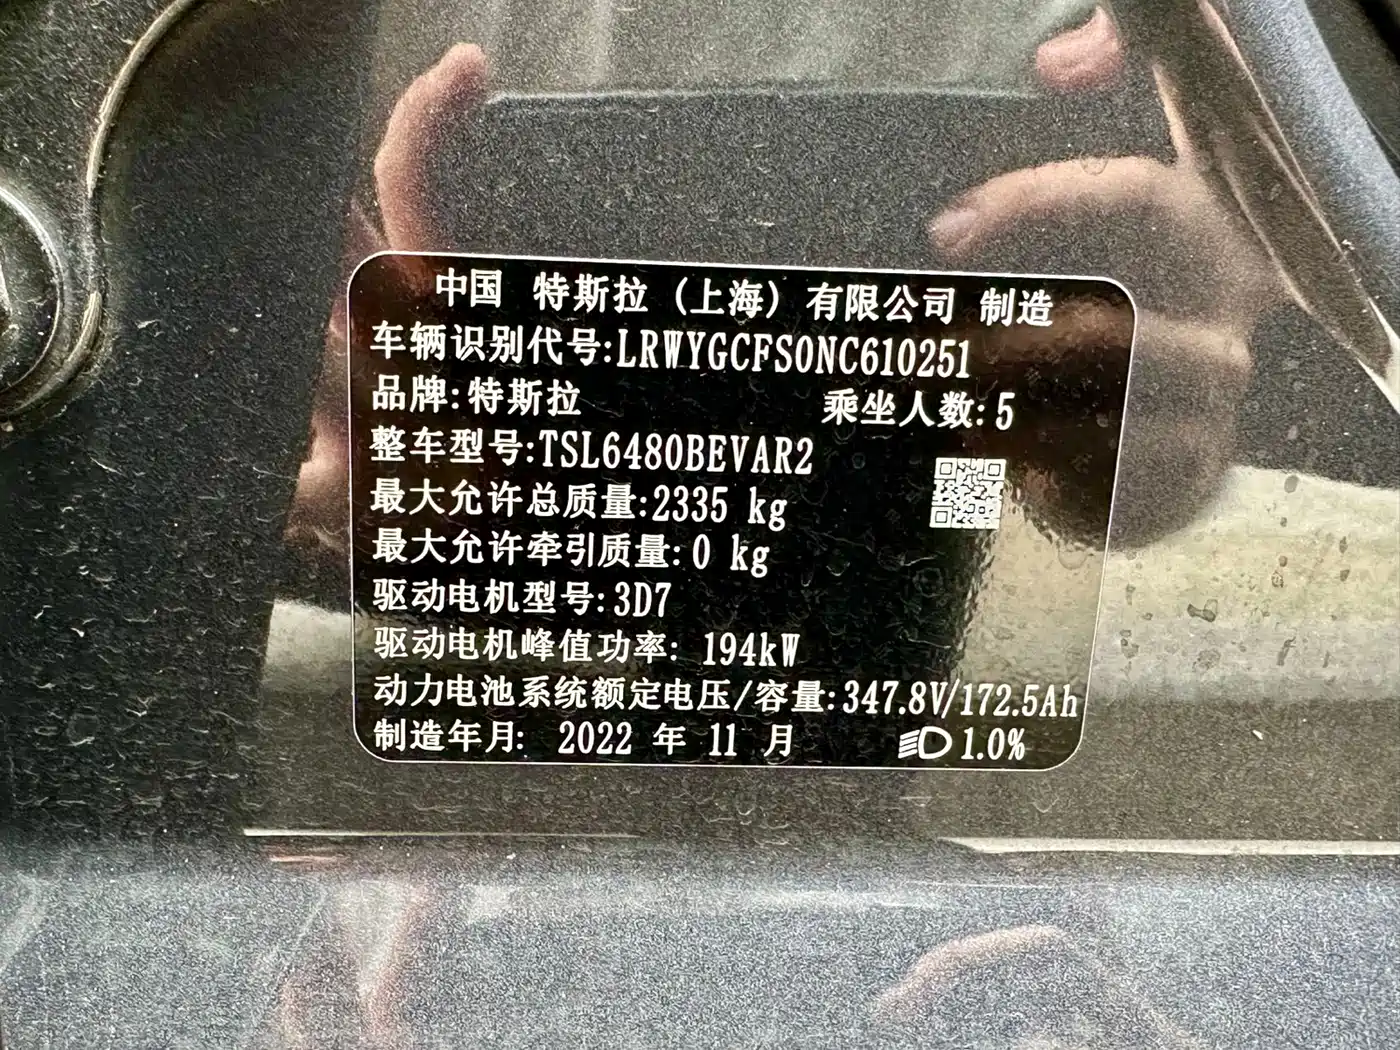 中国 特斯拉 (上海) 有限公司 制造
车辆识别代号:LRWYGCFS0NC610251
品牌:特斯拉 乘坐人数:5
整车型号:TSL6480BEVAR2
最大允许总质量:2335 kg
最大允许牵引质量:0 kg
驱动电机型号:3D7
驱动电机峰值功率: 194kW
动力电池系统额定电压/容量:347.8V/172.5Ah
制造年月: 2022 年 11 月 1.0%